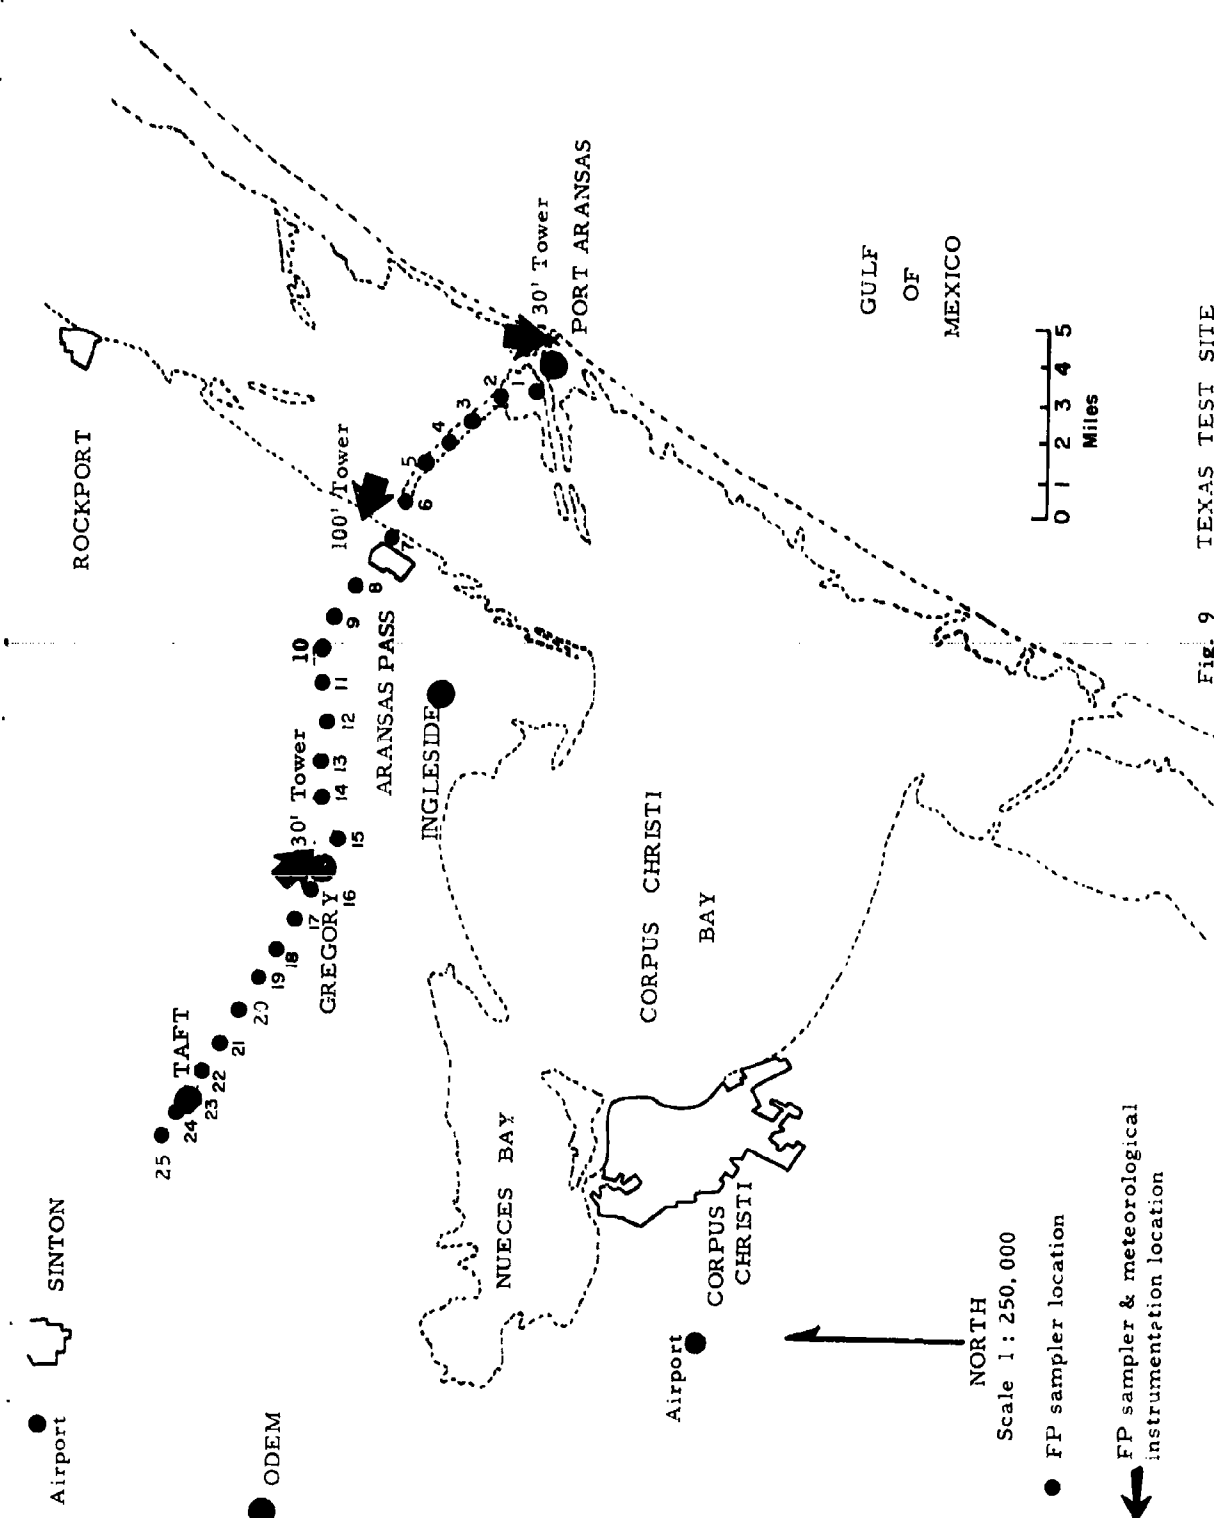 Airport
SINTON
ROCKPORT
ODEM
25
24
23
22
TAFT
21
20
19
18
17
GREGORY
16
30' Tower
15
14
13
12
11
10
9
8
ARANSAS PASS
7
100' Tower
6
5
4
3
2
1
30' Tower
PORT ARANSAS
INGLESIDE
NUECES BAY
CORPUS CHRISTI
BAY
CORPUS
CHRISTI
Airport
GULF
OF
MEXICO
NORTH
Scale 1 : 250,000
0 1 2 3 4 5
Miles
FP sampler location
FP sampler & meteorological
instrumentation location
Fig. 9 TEXAS TEST SITE